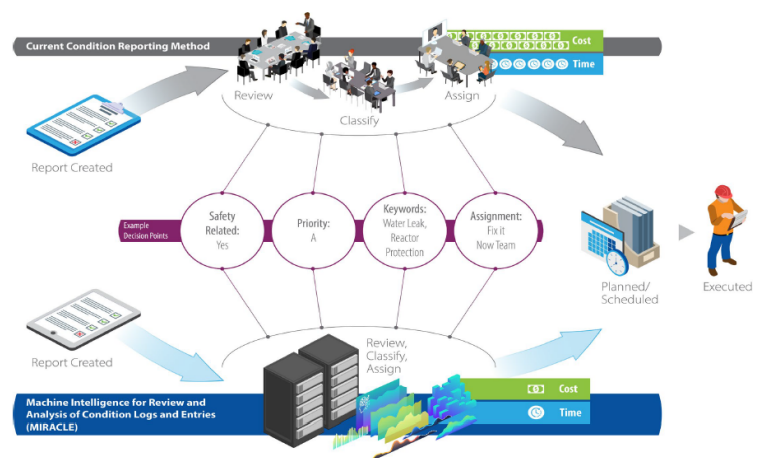 Current Condition Reporting Method
Cost
Time
Review
Classify
Assign
Report Created
Example
Decision Points
Safety
Related:
Yes
Priority:
A
Keywords:
Water Leak,
Reactor
Protection
Assignment:
Fix it
Now Team
Planned/
Scheduled
Executed
Report Created
Review,
Classify,
Assign
Machine Intelligence for Review and
Analysis of Condition Logs and Entries
(MIRACLE)
Cost
Time